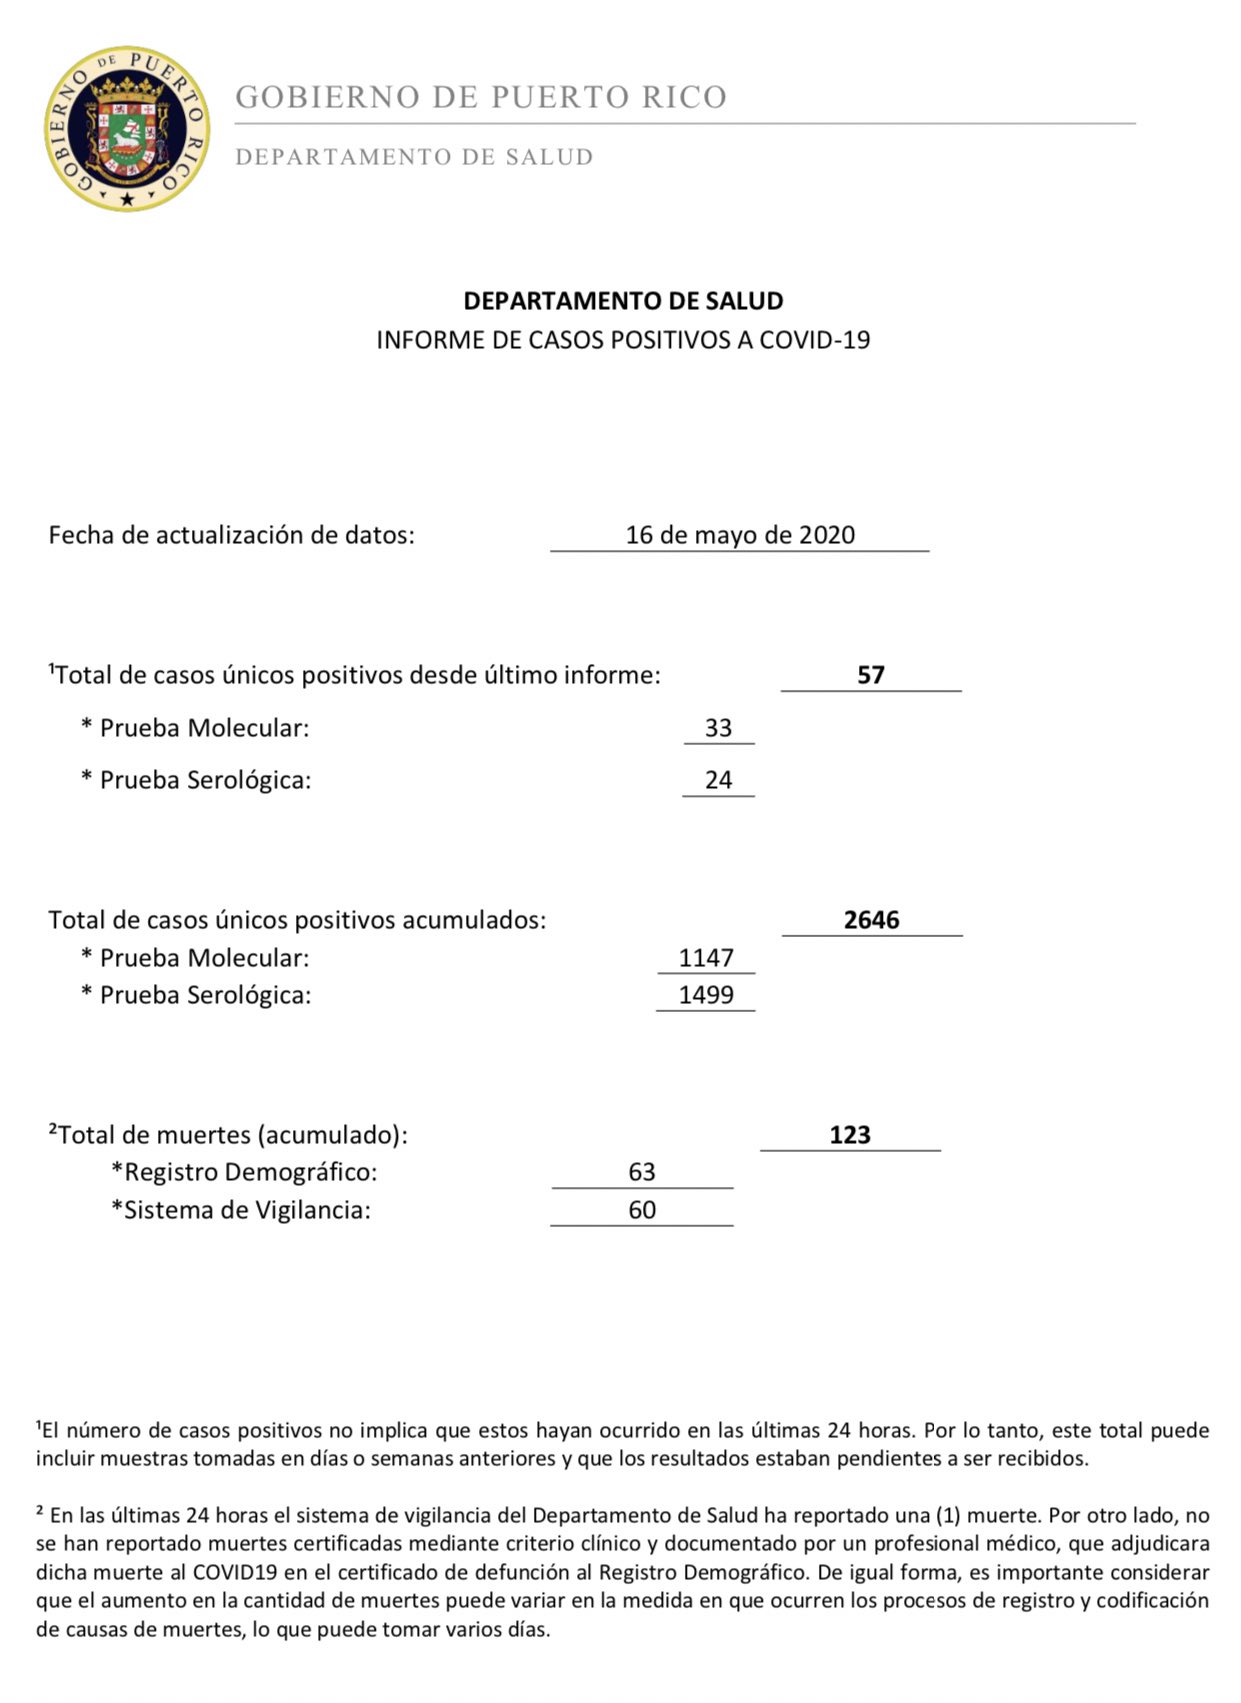 GOBIERNO DE PUERTO RICO
GOBIERNO DE PUERTO RICO
DEPARTAMENTO DE SALUD
DEPARTAMENTO DE SALUD
INFORME DE CASOS POSITIVOS A COVID-19
Fecha de actualización de datos: 16 de mayo de 2020
¹Total de casos únicos positivos desde último informe: 57
* Prueba Molecular: 33
* Prueba Serológica: 24
Total de casos únicos positivos acumulados: 2646
* Prueba Molecular: 1147
* Prueba Serológica: 1499
²Total de muertes (acumulado): 123
*Registro Demográfico: 63
*Sistema de Vigilancia: 60
¹El número de casos positivos no implica que estos hayan ocurrido en las últimas 24 horas. Por lo tanto, este total puede
incluir muestras tomadas en días o semanas anteriores y que los resultados estaban pendientes a ser recibidos.
² En las últimas 24 horas el sistema de vigilancia del Departamento de Salud ha reportado una (1) muerte. Por otro lado, no
se han reportado muertes certificadas mediante criterio clínico y documentado por un profesional médico, que adjudicara
dicha muerte al COVID19 en el certificado de defunción al Registro Demográfico. De igual forma, es importante considerar
que el aumento en la cantidad de muertes puede variar en la medida en que ocurren los procesos de registro y codificación
de causas de muertes, lo que puede tomar varios días.